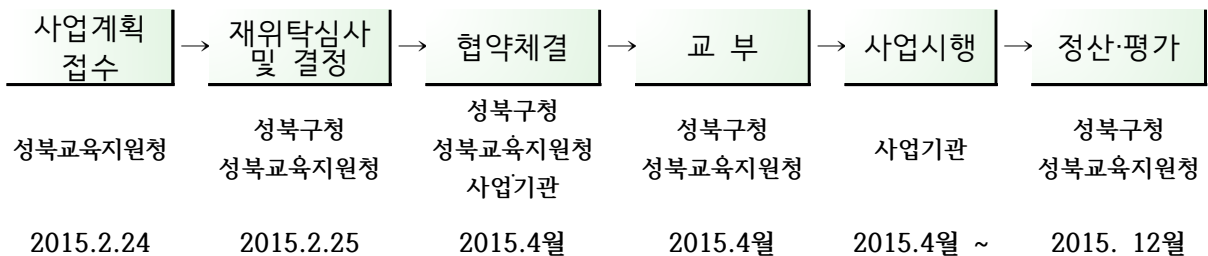 사업계획
접수
→
재위탁심사
및 결정
→
협약체결
→
교 부
→
사업시행
→
정산·평가
성북교육지원청
성북구청
성북교육지원청
성북구청
성북교육지원청
사업기관
성북구청
성북교육지원청
사업기관
성북구청
성북교육지원청
2015.2.24
2015.2.25
2015.4월
2015.4월
2015.4월 ~
2015. 12월